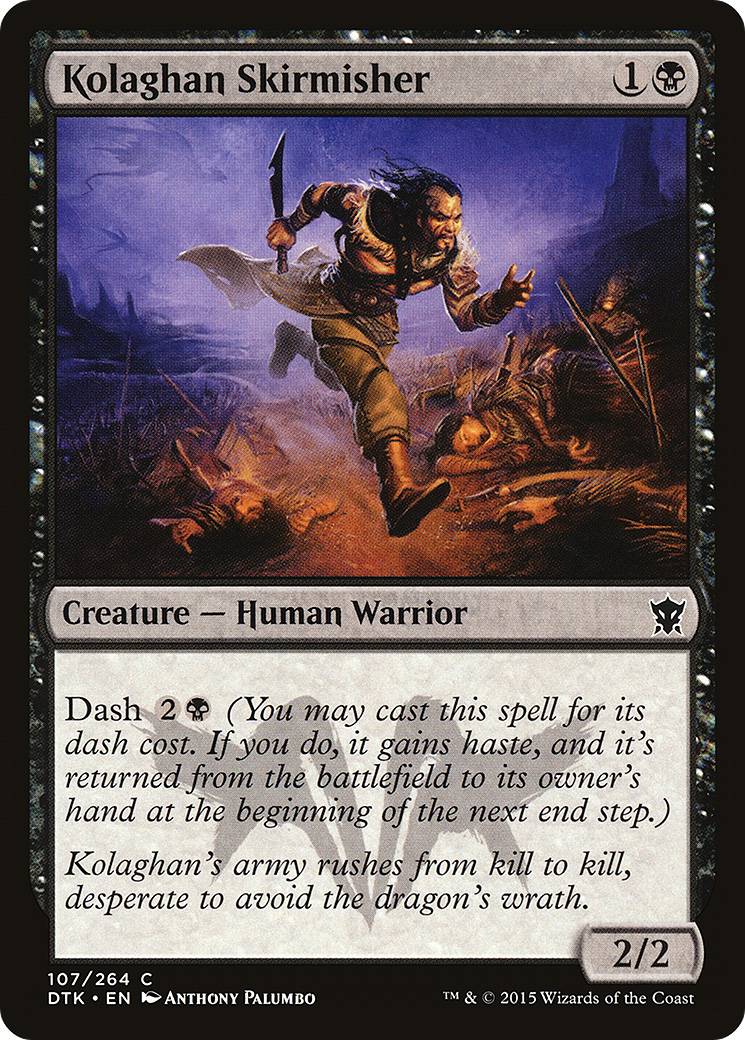 Kolaghan Skirmisher 1
Creature — Human Warrior
Dash 2 (You may cast this spell for its
dash cost. If you do, it gains haste, and it's
returned from the battlefield to its owner's
hand at the beginning of the next end step.)
Kolaghan's army rushes from kill to kill,
desperate to avoid the dragon's wrath.
2/2
107/264 C
DTK • EN Anthony Palumbo
™ & © 2015 Wizards of the Coast